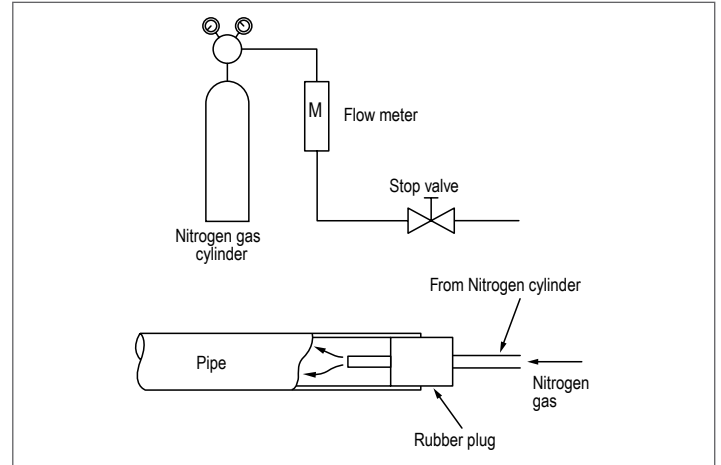 M
Flow meter
Stop valve
Nitrogen gas
cylinder
From Nitrogen cylinder
Pipe
Nitrogen
gas
Rubber plug